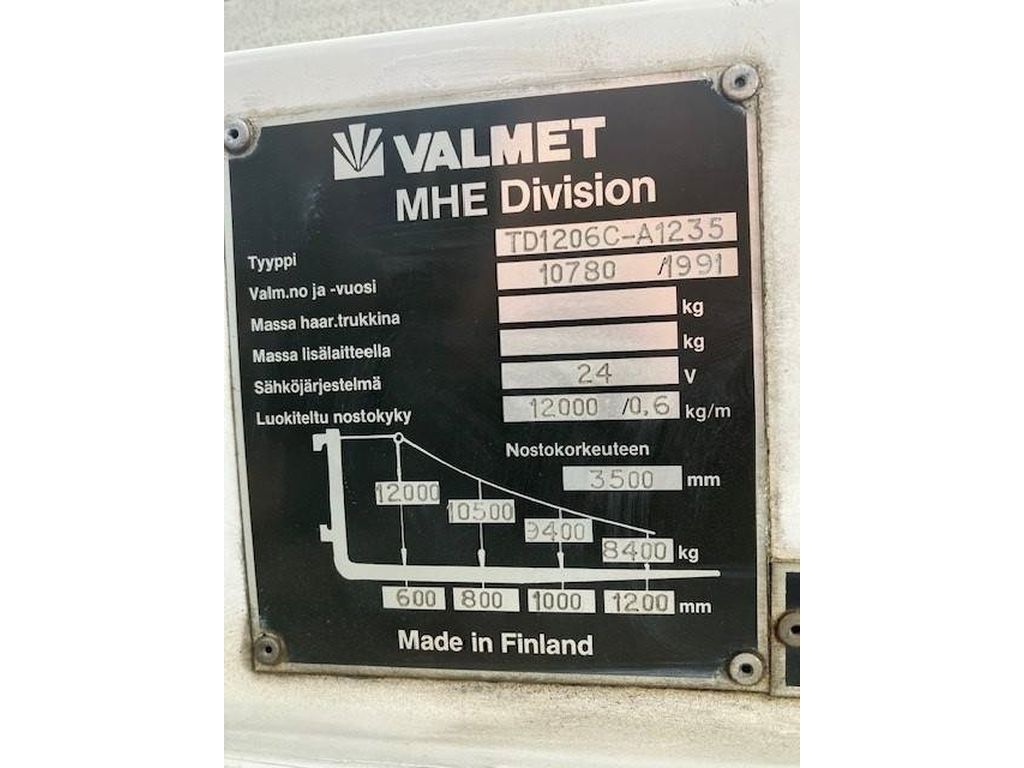 VALMET
MHE Division
Tyyppi TD1206C-A1235
Valm.no ja -vuosi 10780 /1991
Massa haar.trukkina kg
Massa lisälaitteella kg
Sähköjärjestelmä 24 V
Luokiteltu nostokyky 12000 /0,6 kg/m
Nostokorkeuteen
3500 mm
12000 10500 9400 8400 kg
600 800 1000 1200 mm
Made in Finland